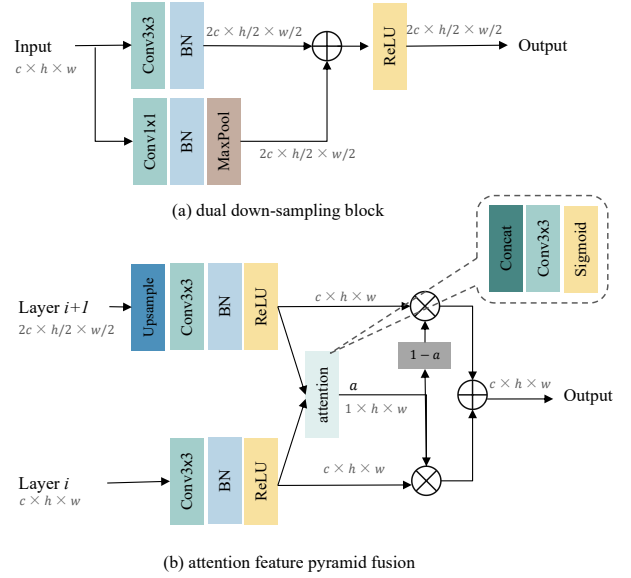 Input
c × h × w
Conv3x3
BN
2c × h/2 × w/2
ReLU
2c × h/2 × w/2
Output
Conv1x1
BN
MaxPool
2c × h/2 × w/2
(a) dual down-sampling block
Concat
Conv3x3
Sigmoid
Layer i+1
2c × h/2 × w/2
Upsample
Conv3x3
BN
ReLU
c × h × w
1 − a
attention
a
1 × h × w
c × h × w
Output
Layer i
c × h × w
Conv3x3
BN
ReLU
c × h × w
(b) attention feature pyramid fusion